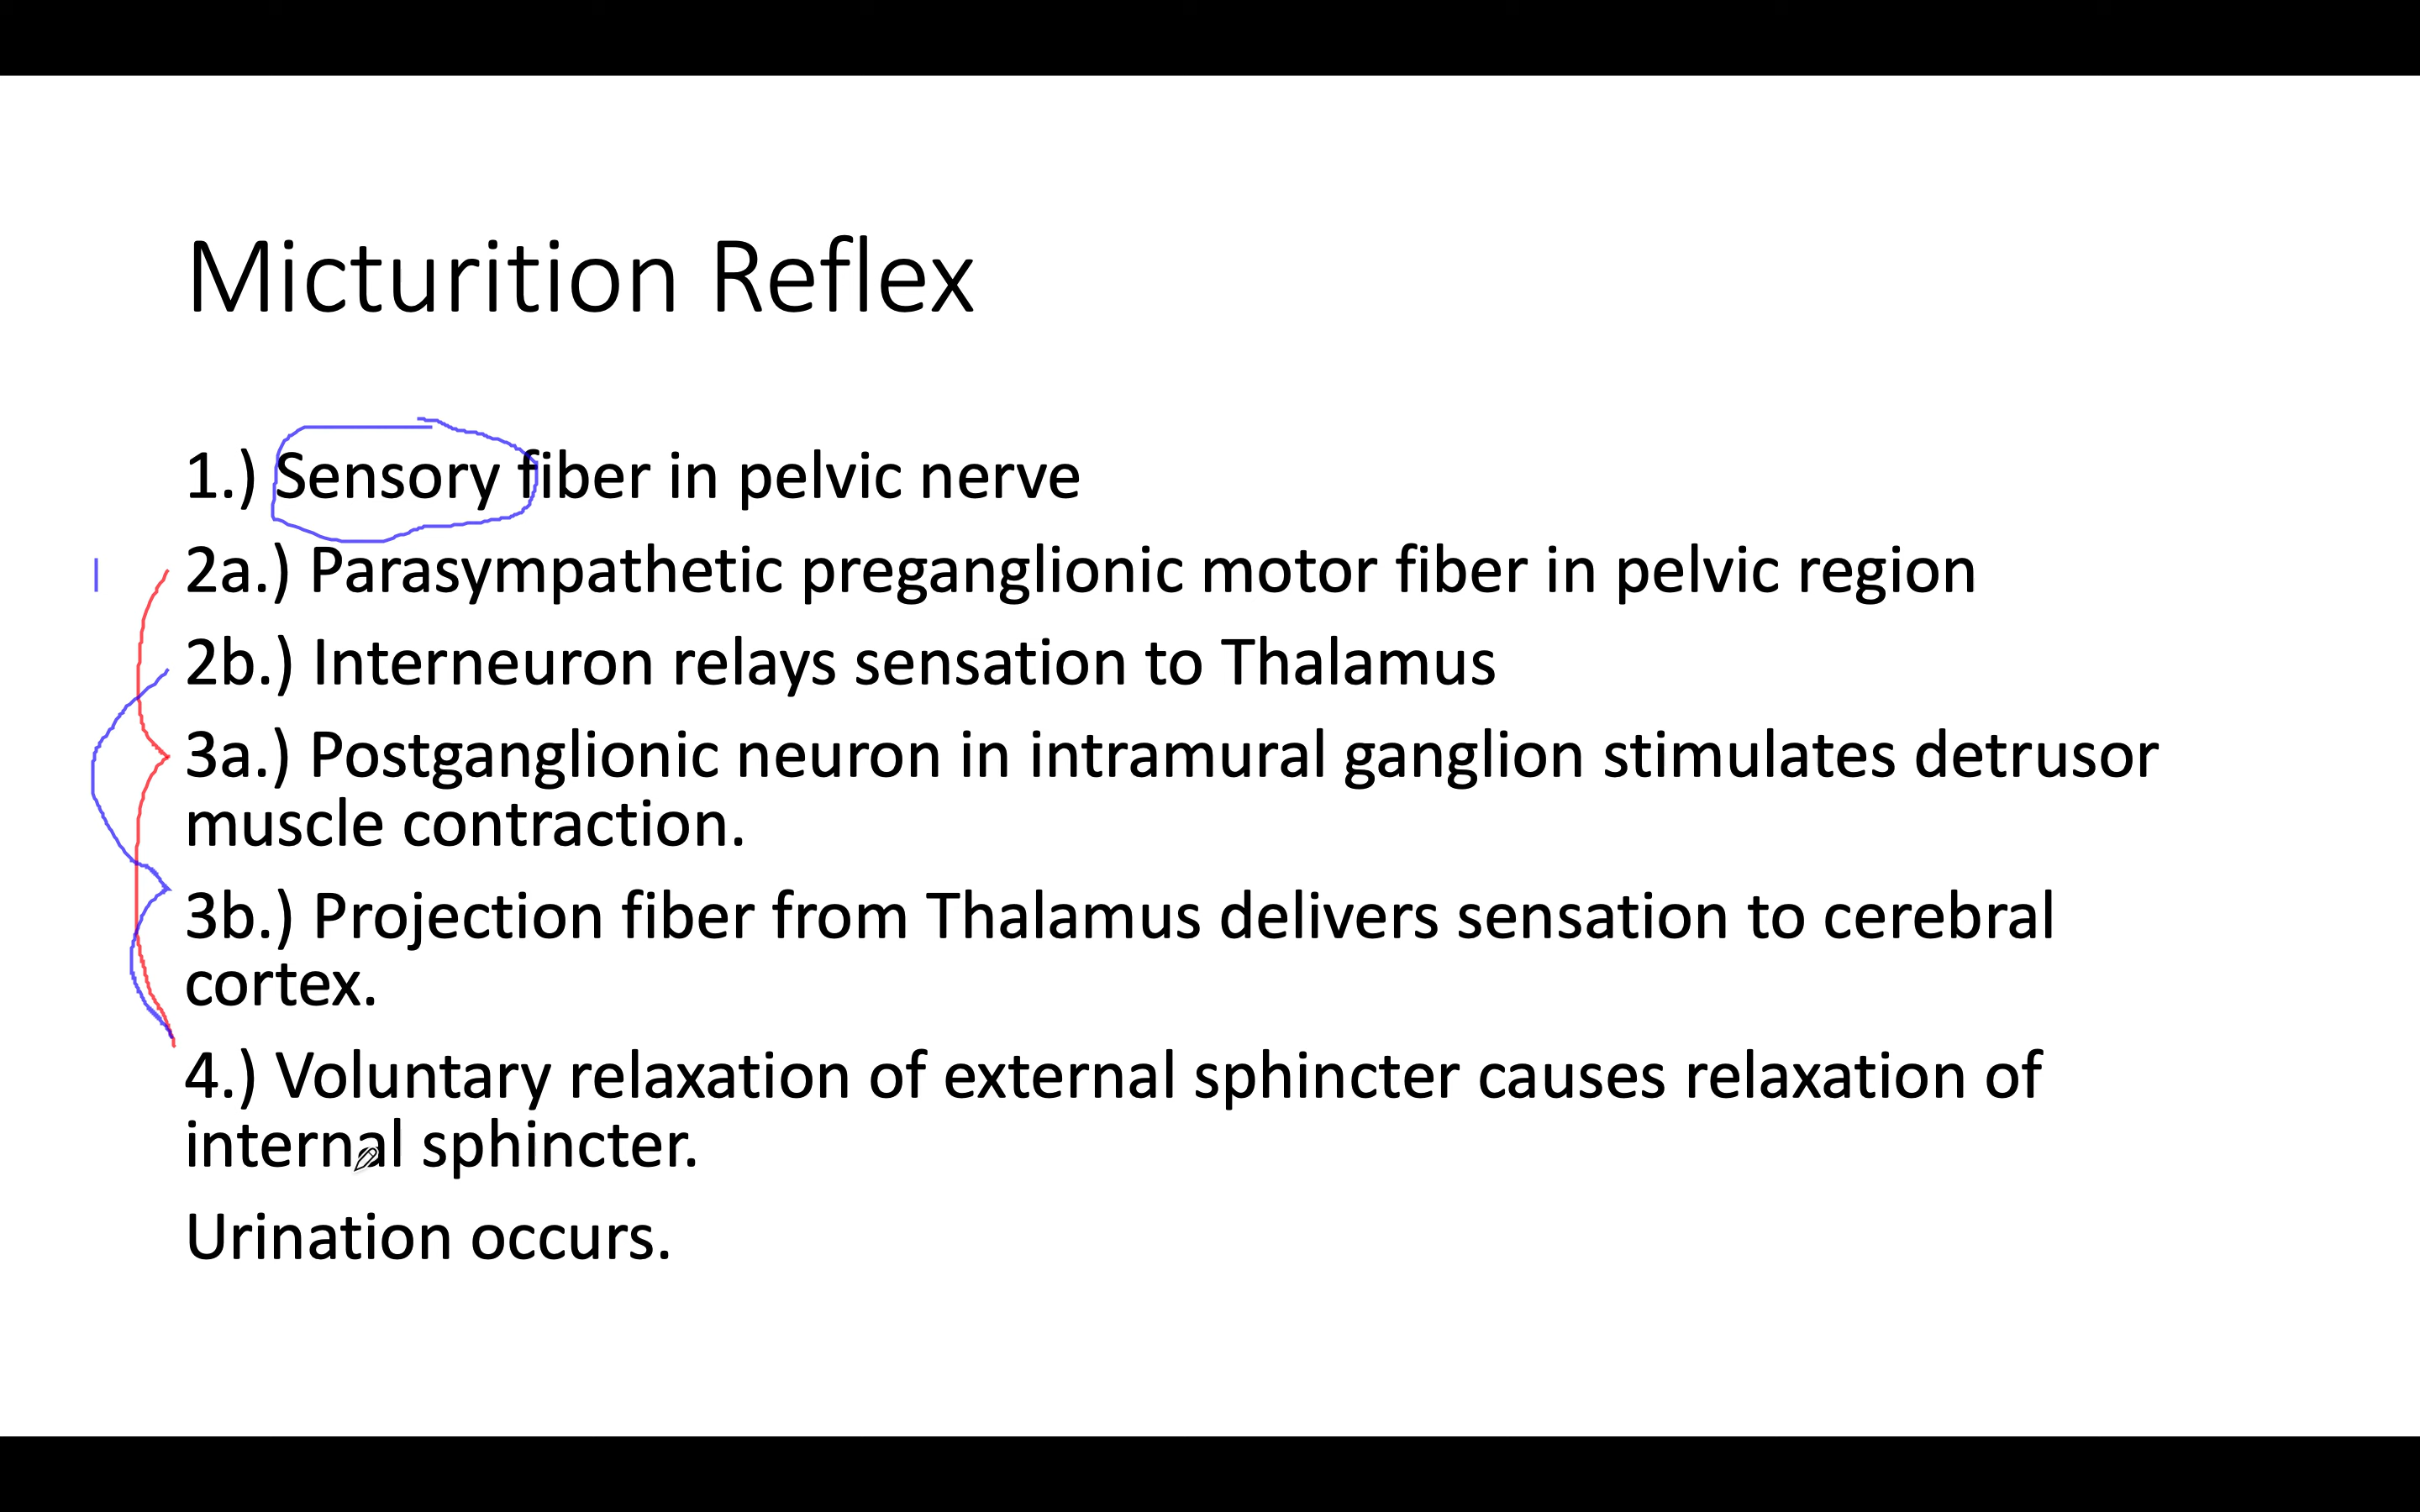 Micturition Reflex
1.) Sensory fiber in pelvic nerve
2a.) Parasympathetic preganglionic motor fiber in pelvic region
2b.) Interneuron relays sensation to Thalamus
3a.) Postganglionic neuron in intramural ganglion stimulates detrusor
muscle contraction.
3b.) Projection fiber from Thalamus delivers sensation to cerebral
cortex.
4.) Voluntary relaxation of external sphincter causes relaxation of
internal sphincter.
Urination occurs.